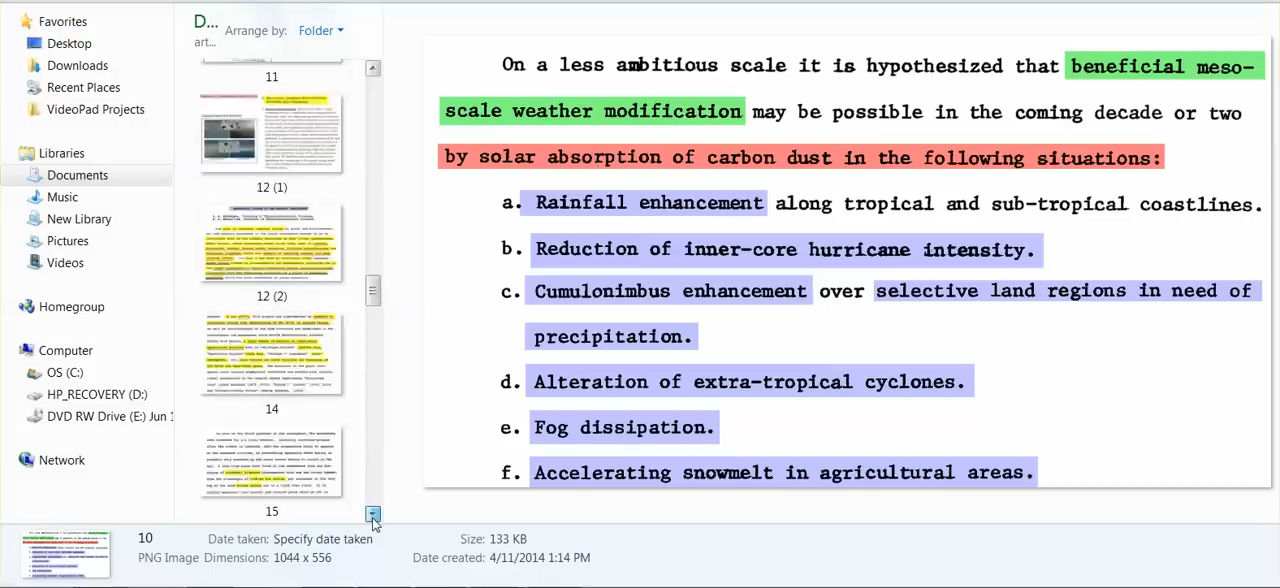 Favorites
Desktop
Downloads
Recent Places
VideoPad Projects
Libraries
Documents
Music
New Library
Pictures
Videos
Homegroup
Computer
OS (C:)
HP_RECOVERY (D:)
DVD RW Drive (E:) Jun 1
Network
D...
art...
Arrange by: Folder
11
12 (1)
12 (2)
14
15
On a less ambitious scale it is hypothesized that beneficial meso-
scale weather modification may be possible in the coming decade or two
by solar absorption of carbon dust in the following situations:
a. Rainfall enhancement along tropical and sub-tropical coastlines.
b. Reduction of inner-core hurricane intensity.
c. Cumulonimbus enhancement over selective land regions in need of
precipitation.
d. Alteration of extra-tropical cyclones.
e. Fog dissipation.
f. Accelerating snowmelt in agricultural areas.
10
PNG Image
Date taken: Specify date taken
Dimensions: 1044 x 556
Size: 133 KB
Date created: 4/11/2014 1:14 PM